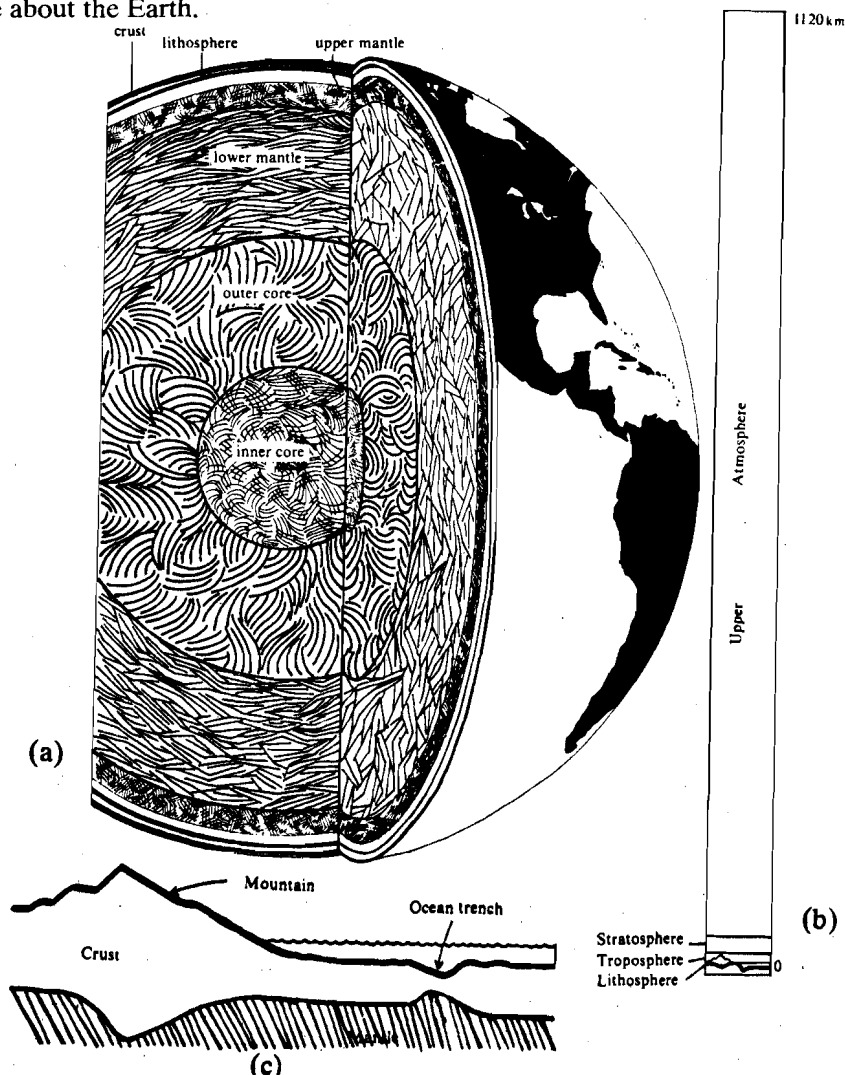 about the Earth.
crust
lithosphere
upper mantle
1120 km
lower mantle
outer core
inner core
Upper Atmosphere
(a)
Mountain
Ocean trench
Crust
Stratosphere
Troposphere
Lithosphere
0
(b)
(c)